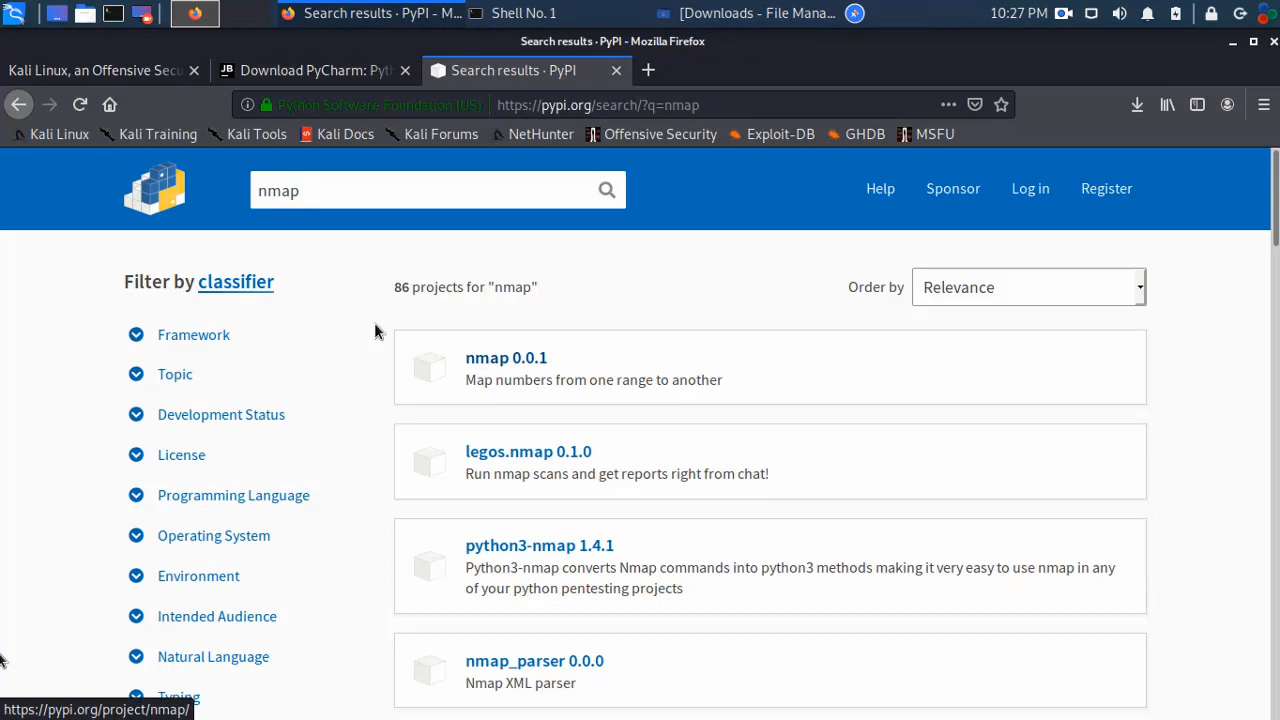 Search results · PyPI - M...
Shell No. 1
[Downloads - File Mana...
10:27 PM
Search results · PyPI - Mozilla Firefox
Kali Linux, an Offensive Secu
JB Download PyCharm: Pyth
Search results · PyPI
Python Software Foundation (US)
https://pypi.org/search/?q=nmap
Kali Linux
Kali Training
Kali Tools
Kali Docs
Kali Forums
NetHunter
Offensive Security
Exploit-DB
GHDB
MSFU
nmap
Help
Sponsor
Log in
Register
Filter by classifier
86 projects for "nmap"
Order by
Relevance
Framework
Topic
Development Status
License
Programming Language
Operating System
Environment
Intended Audience
Natural Language
Typing
nmap 0.0.1
Map numbers from one range to another
legos.nmap 0.1.0
Run nmap scans and get reports right from chat!
python3-nmap 1.4.1
Python3-nmap converts Nmap commands into python3 methods making it very easy to use nmap in any
of your python pentesting projects
nmap_parser 0.0.0
Nmap XML parser
https://pypi.org/project/nmap/